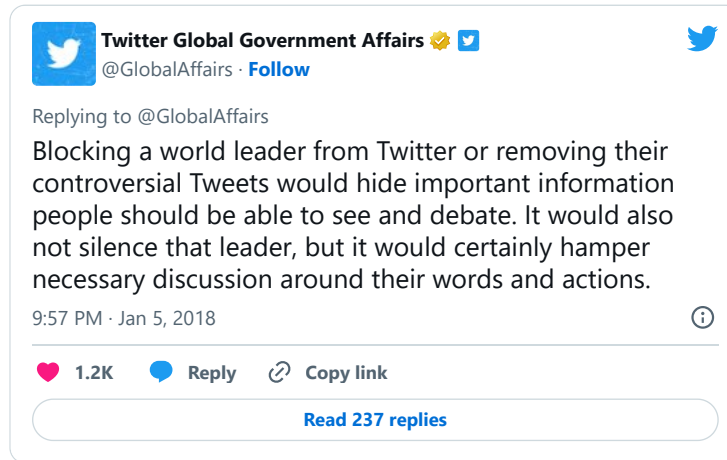 Twitter Global Government Affairs
@GlobalAffairs · Follow
Replying to @GlobalAffairs
Blocking a world leader from Twitter or removing their
controversial Tweets would hide important information
people should be able to see and debate. It would also
not silence that leader, but it would certainly hamper
necessary discussion around their words and actions.
9:57 PM · Jan 5, 2018
1.2K Reply Copy link
Read 237 replies